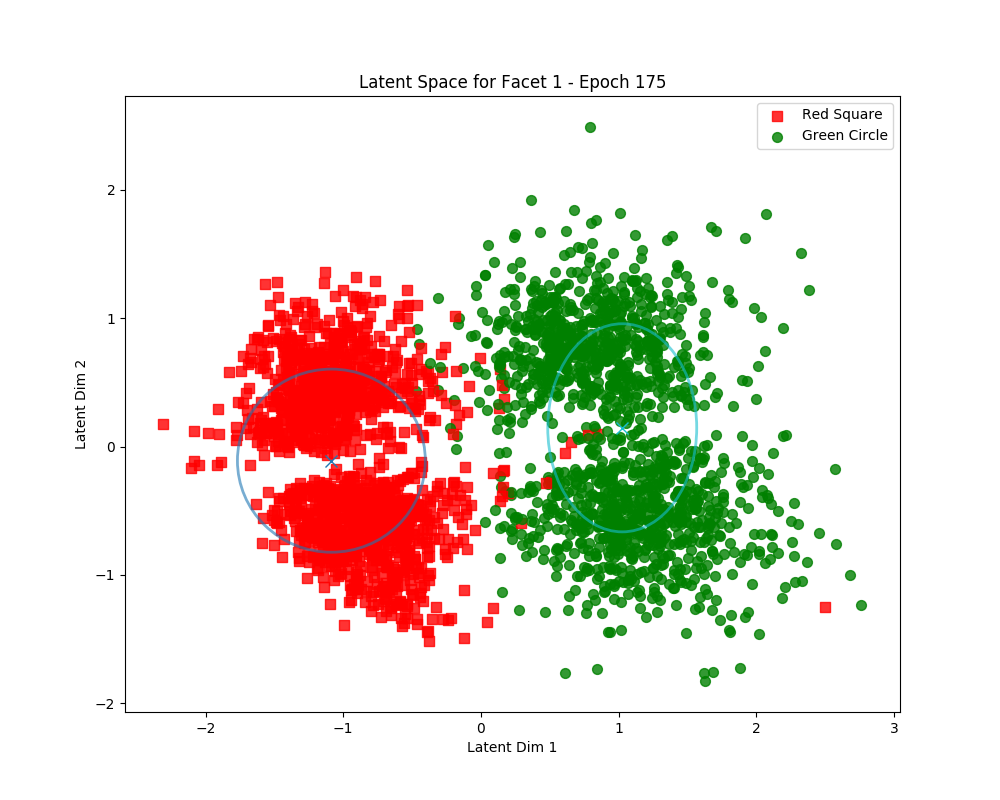 Latent Space for Facet 1 - Epoch 175
Red Square
Green Circle
2
1
0
−1
−2
Latent Dim 2
−2
−1
0
1
2
3
Latent Dim 1